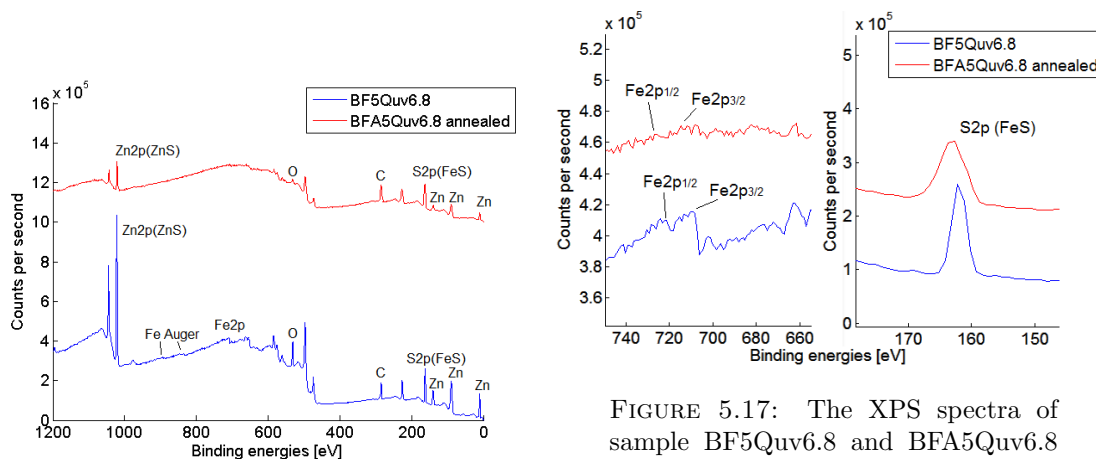 x 10^5
BF5Quv6.8
BFA5Quv6.8 annealed
16
14
12
10
8
6
4
2
0
Counts per second
Zn2p(ZnS)
O
C
S2p(FeS)
Zn
Zn
Zn
Zn2p(ZnS)
Fe Auger
Fe2p
O
C
S2p(FeS)
Zn
Zn
Zn
1200
1000
800
600
400
200
0
Binding energies [eV]
x 10^5
5.2
5
4.8
4.6
4.4
4.2
4
3.8
3.6
Counts per second
Fe2p1/2
Fe2p3/2
Fe2p1/2
Fe2p3/2
750
700
680
660
Binding energies [eV]
x 10^5
BF5Quv6.8
BFA5Quv6.8 annealed
5
4
3
2
1
0
Counts per second
S2p (FeS)
170
160
150
Binding energies [eV]
FIGURE 5.17: The XPS spectra of
sample BF5Quv6.8 and BFA5Quv6.8